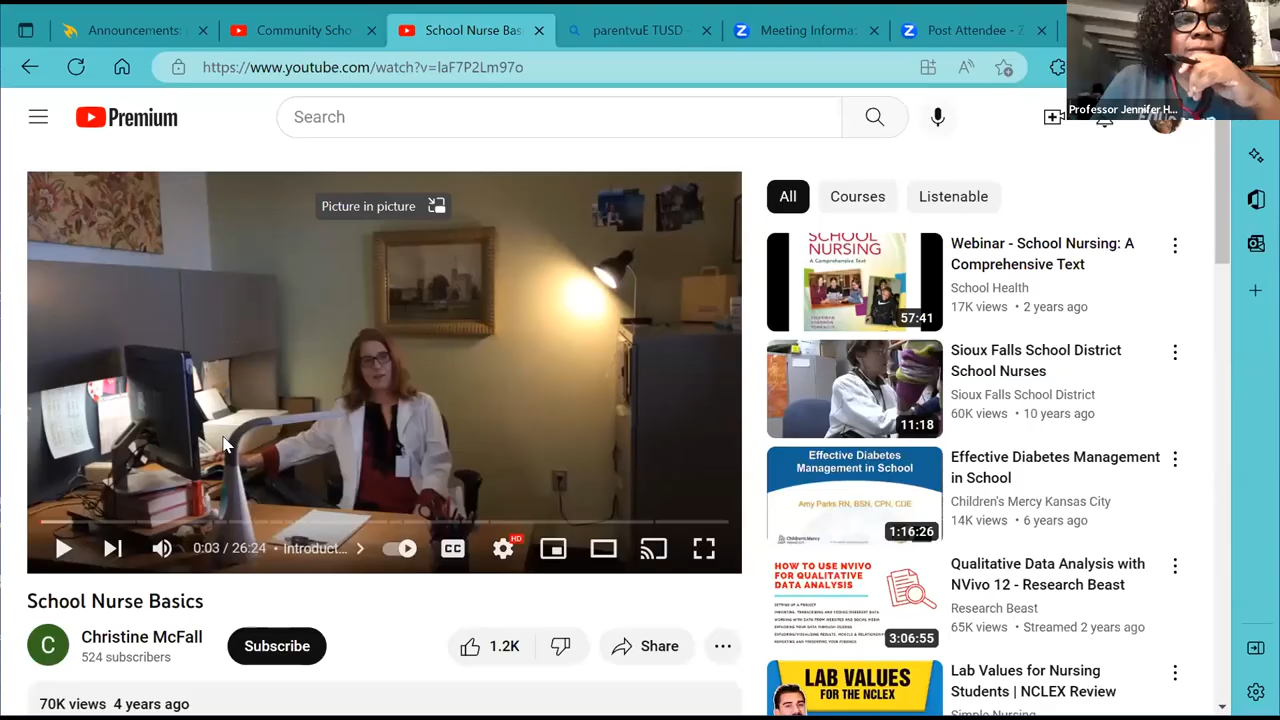 Announcements:
Community Scho
School Nurse Bas
parentvuE TUSD -
Meeting Informat
Post Attendee - Z
https://www.youtube.com/watch?v=
Professor Jennifer H...
Premium
Search
Picture in picture
0:03 / 26:24 • Introduct...
CC
HD
School Nurse Basics
C
Christine McFall
524 subscribers
Subscribe
1.2K
Share
70K views 4 years ago
All
Courses
Listenable
SCHOOL
NURSING
A Comprehensive Text
57:41
Webinar - School Nursing: A
Comprehensive Text
School Health
17K views • 2 years ago
11:18
Sioux Falls School District
School Nurses
Sioux Falls School District
60K views • 10 years ago
Effective Diabetes
Management in School
Amy Parks RN, BSN, CPN, CDE
1:16:26
Effective Diabetes Management
in School
Children's Mercy Kansas City
14K views • 6 years ago
HOW TO USE NVIVO
FOR QUALITATIVE
DATA ANALYSIS
3:06:55
Qualitative Data Analysis with
NVivo 12 - Research Beast
Research Beast
65K views • Streamed 2 years ago
LAB VALUES
FOR THE NCLEX
Lab Values for Nursing
Students | NCLEX Review
Simple Nursing